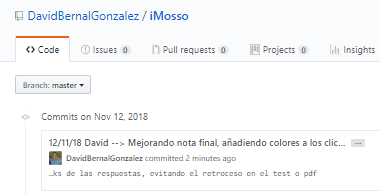 DavidBernalGonzalez / iMosso
Code Issues 0 Pull requests 0 Projects 0 Insights
Branch: master
Commits on Nov 12, 2018
12/11/18 David --> Mejorando nota final, añadiendo colores a los clic… ...
DavidBernalGonzalez committed 2 minutes ago
…ks de las respuestas, evitando el retroceso en el test o pdf